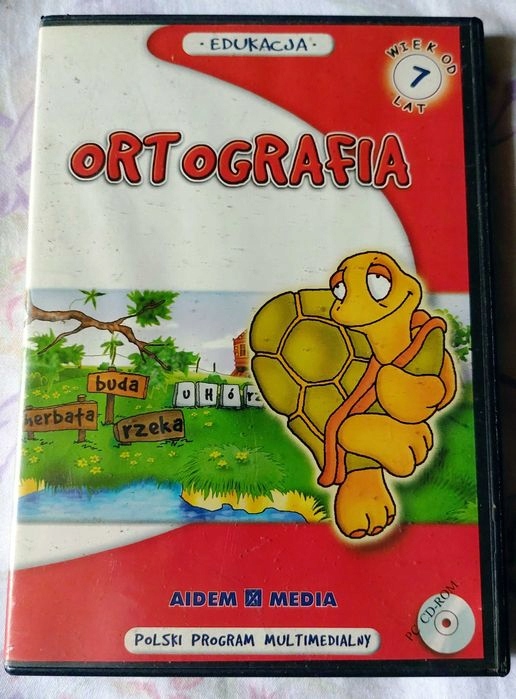 · EDUKACJA ·
WIEK OD
7
LAT
ORTOGRAFIA
buda
herbata
rzeka
AIDEM MEDIA
POLSKI PROGRAM MULTIMEDIALNY
PC CD-ROM